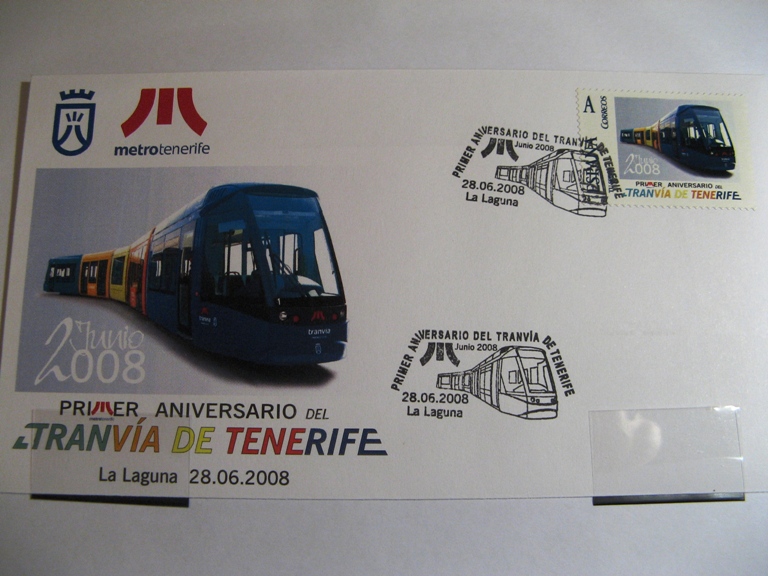 metrotenerife
2 Junio
2008
PRIMER ANIVERSARIO DEL
TRANVÍA DE TENERIFE
La Laguna 28.06.2008
tranvía
PRIMER ANIVERSARIO DEL TRANVÍA DE TENERIFE
Junio 2008
28.06.2008
La Laguna
A
CORREOS
ESPAÑA
2 Junio
2008
PRIMER ANIVERSARIO DEL
TRANVÍA DE TENERIFE
PRIMER ANIVERSARIO DEL TRANVÍA DE TENERIFE
Junio 2008
28.06.2008
La Laguna